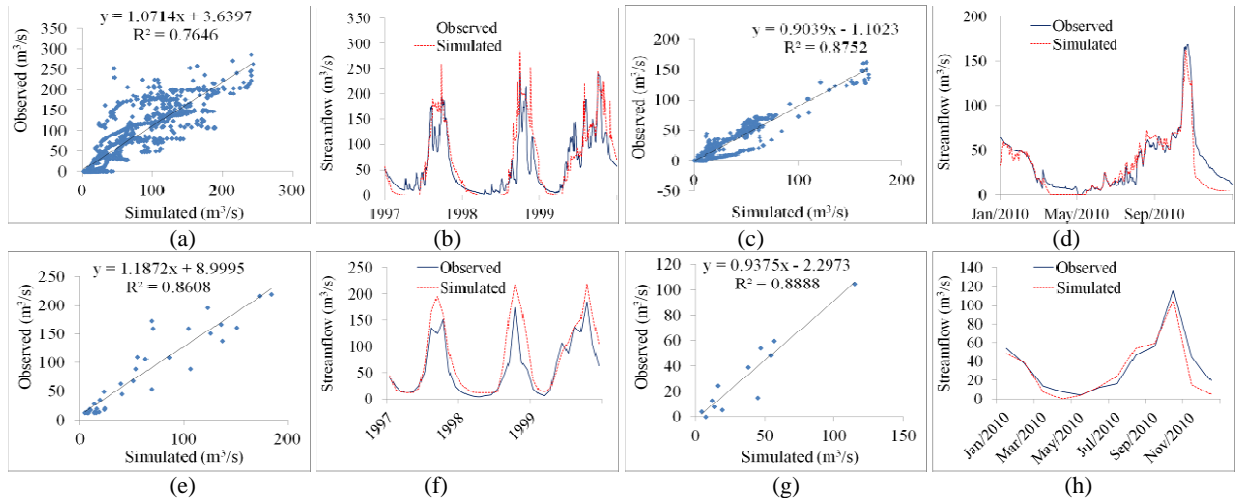 y = 1.0714x + 3.6397
R² = 0.7646
Observed (m³/s)
350
300
250
200
150
100
50
0
0 100 200 300
Simulated (m³/s)
(a)
Observed
Simulated
Streamflow (m³/s)
300
250
200
150
100
50
0
1997 1998 1999
(b)
y = 0.9039x - 1.1023
R² = 0.8752
Observed (m³/s)
200
150
100
50
0
-50
0 100 200
Simulated (m³/s)
(c)
Observed
Simulated
Streamflow (m³/s)
200
150
100
50
0
Jan/2010 May/2010 Sep/2010
(d)
y = 1.1872x + 8.9995
R² = 0.8608
Observed (m³/s)
250
200
150
100
50
0
0 100 200
Simulated (m³/s)
(e)
Observed
Simulated
Streamflow (m³/s)
250
200
150
100
50
0
1997 1998 1999
(f)
y = 0.9375x - 2.2973
R² = 0.8888
Observed (m³/s)
120
100
80
60
40
20
0
0 50 100 150
Simulated (m³/s)
(g)
Observed
Simulated
Streamflow (m³/s)
140
120
100
80
60
40
20
0
Jan/2010 Mar/2010 May/2010 Jul/2010 Sep/2010 Nov/2010
(h)